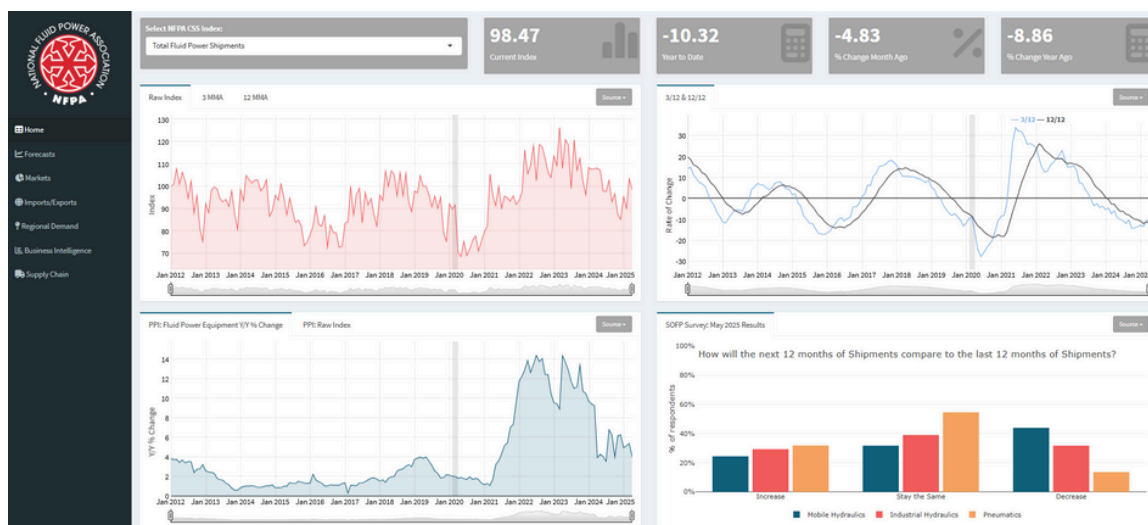 NATIONAL FLUID POWER ASSOCIATION
NFPA
Home
Forecasts
Markets
Imports/Exports
Regional Demand
Business Intelligence
Supply Chain
Select NFPA CSS Index:
Total Fluid Power Shipments
98.47
Current Index
-10.32
Year to Date
-4.83
% Change Month Ago
-8.86
% Change Year Ago
Raw Index 3 MMA 12 MMA
Source
130
120
110
100
90
80
70
Index
Jan 2012 Jan 2013 Jan 2014 Jan 2015 Jan 2016 Jan 2017 Jan 2018 Jan 2019 Jan 2020 Jan 2021 Jan 2022 Jan 2023 Jan 2024 Jan 2025
3/12 & 12/12
Source
3/12 12/12
30
20
10
0
-10
-20
-30
Rate of Change
Jan 2012 Jan 2013 Jan 2014 Jan 2015 Jan 2016 Jan 2017 Jan 2018 Jan 2019 Jan 2020 Jan 2021 Jan 2022 Jan 2023 Jan 2024
PPI: Fluid Power Equipment Y/Y % Change PPI: Raw Index
Source
14
12
10
8
6
4
2
0
Y/Y % Change
Jan 2012 Jan 2013 Jan 2014 Jan 2015 Jan 2016 Jan 2017 Jan 2018 Jan 2019 Jan 2020 Jan 2021 Jan 2022 Jan 2023 Jan 2024 Jan 2025
SOFP Survey: May 2025 Results
Source
How will the next 12 months of Shipments compare to the last 12 months of Shipments?
100%
80%
60%
40%
20%
0%
% of respondents
Increase Stay the Same Decrease
Mobile Hydraulics Industrial Hydraulics Pneumatics